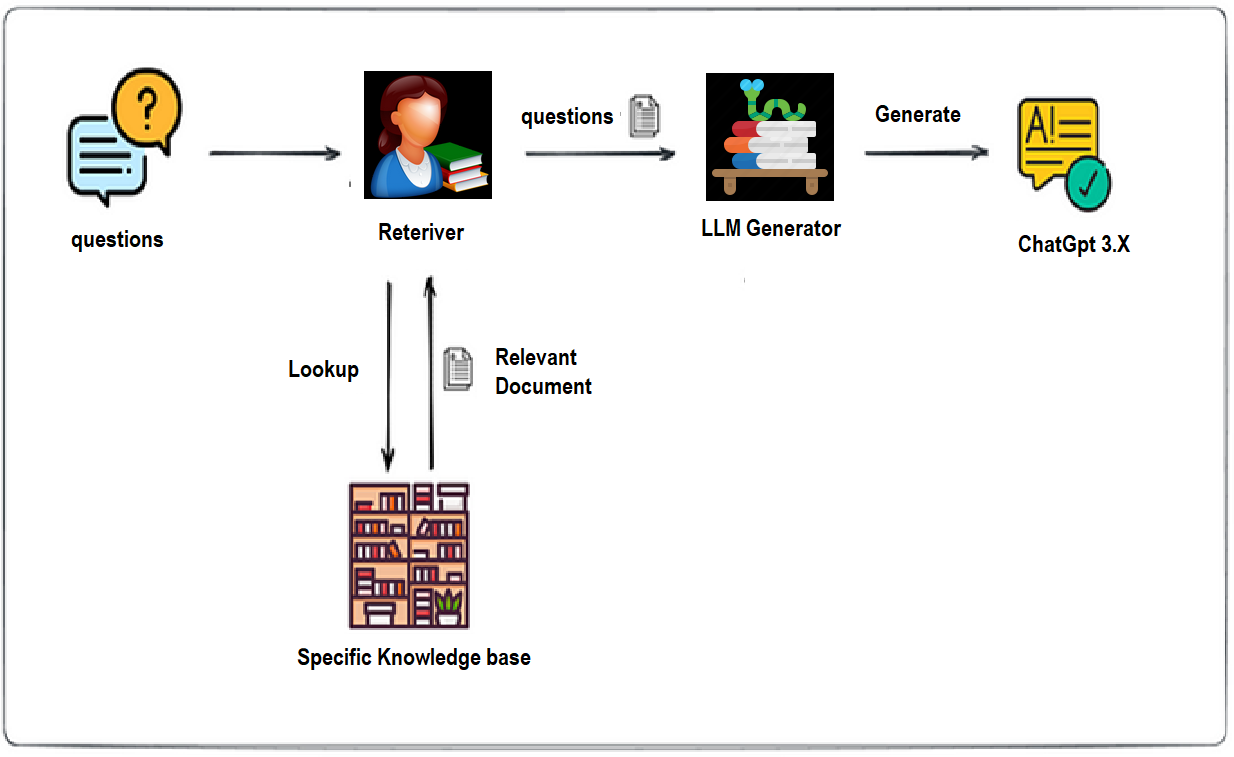 ?
questions
Reteriver
questions
LLM Generator
Generate
A!
ChatGpt 3.X
Lookup
Relevant
Document
Specific Knowledge base